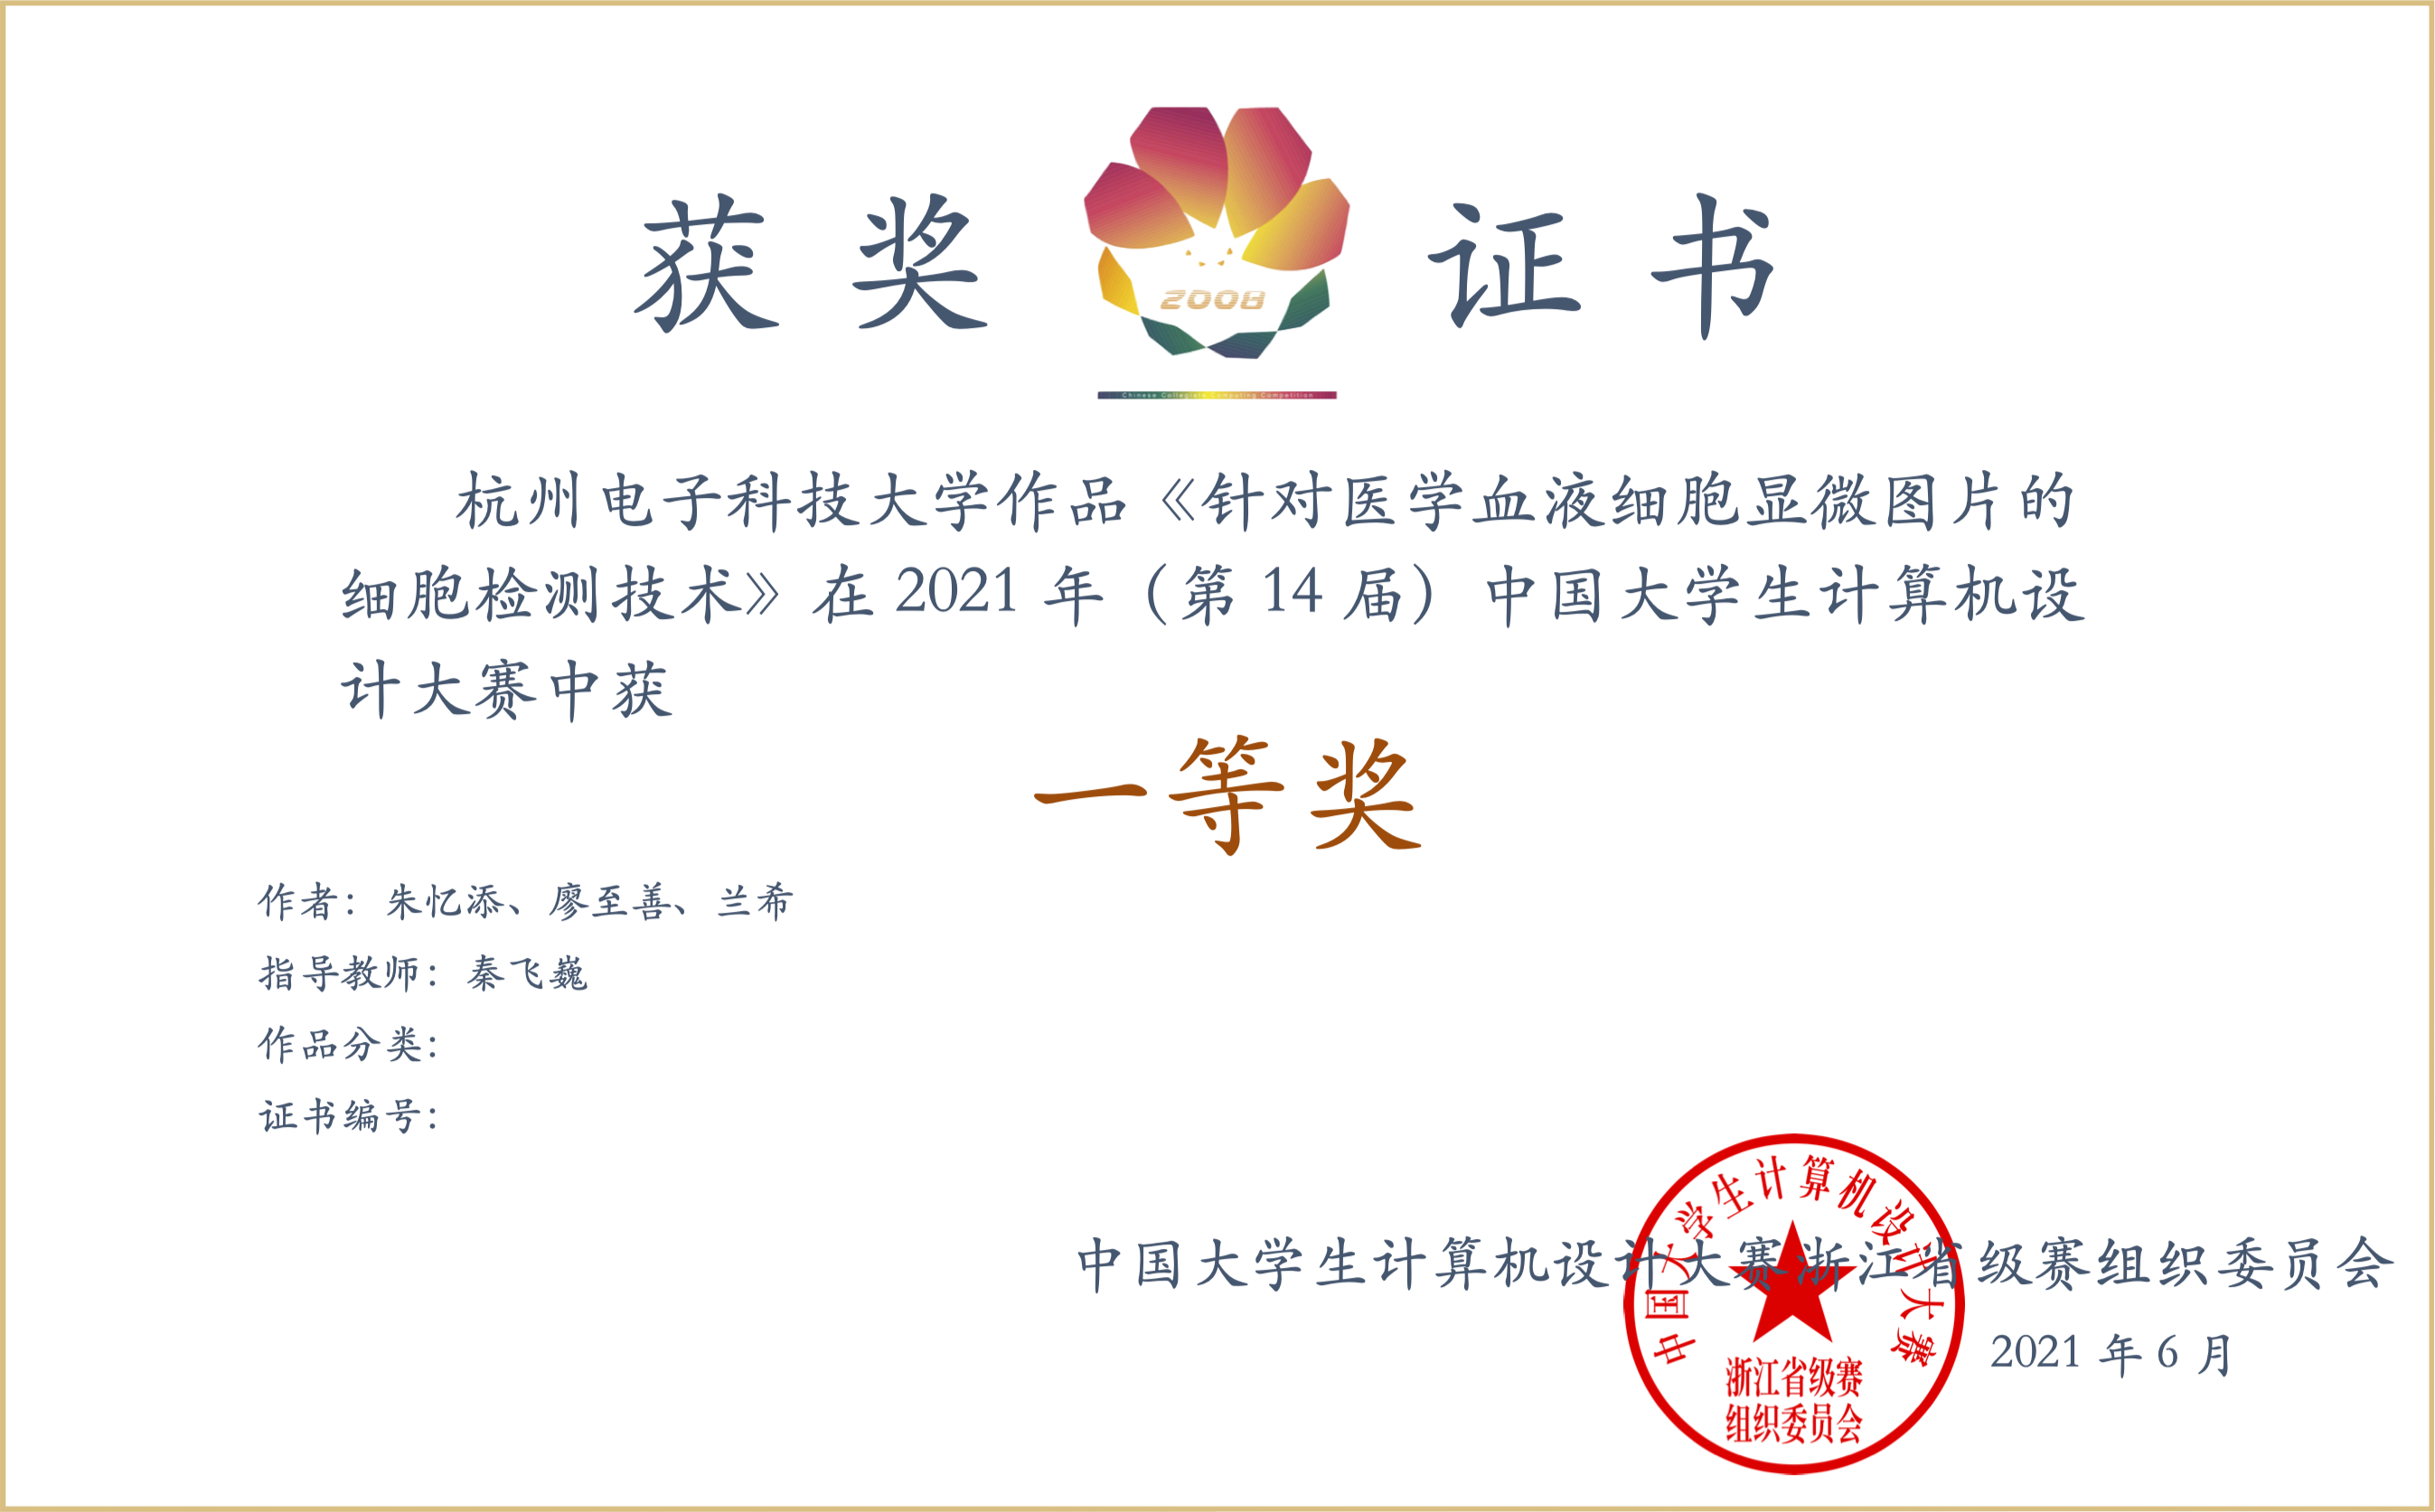 获奖 证书
2008
Chinese Collegiate Computing Competition
杭州电子科技大学作品《针对医学血液细胞显微图片的
细胞检测技术》在 2021 年（第 14 届）中国大学生计算机设
计大赛中获
一等奖
作者：朱忆添、廖至善、兰希
指导教师：秦飞巍
作品分类：
证书编号：
中国大学生计算机设计大赛浙江省级赛组织委员会
2021 年 6 月
中国大学生计算机设计大赛
浙江省级赛
组织委员会